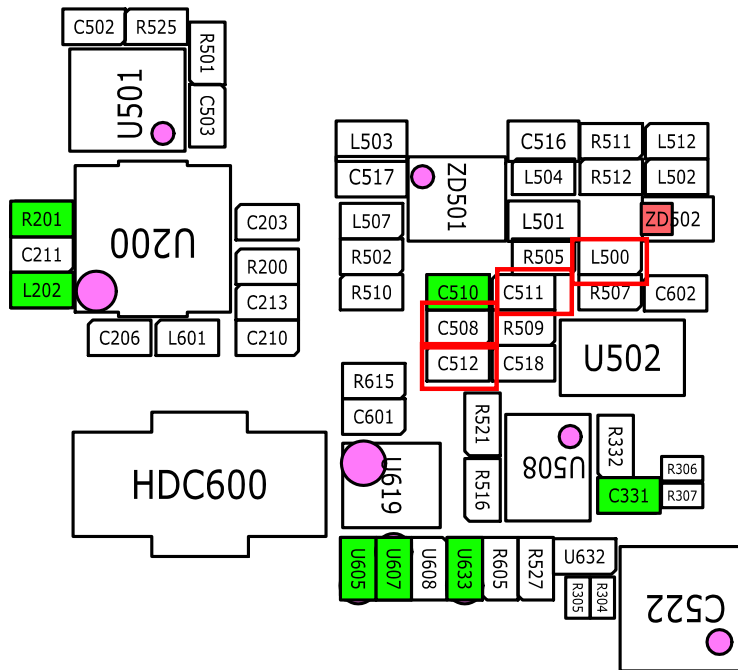 C502 R525
R501
U501
C503
L503 C516 R511 L512
C517 ZD501 L504 R512 L502
R201 C203 L507 L501 ZD502
C211 U200 R200 R502 R505 L500
L202 C213 R510 C510 C511 R507 C602
C206 L601 C210 C508 R509
C512 C518 U502
R615
C601 R521 R332
HDC600 U619 R516 U508 R306
C331 R307
U605 U607 U608 U633 R605 R527 U632
R305 R304 C522